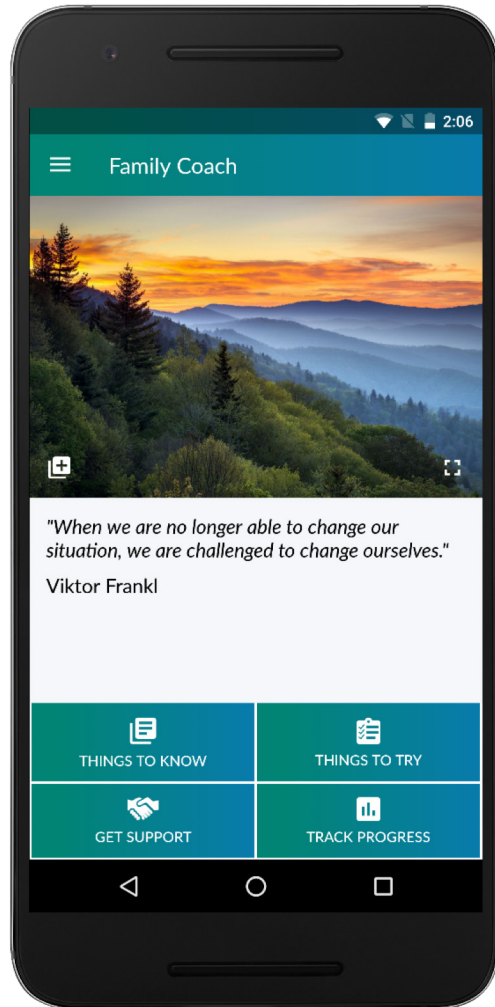 2:06
Family Coach
"When we are no longer able to change our
situation, we are challenged to change ourselves."
Viktor Frankl
THINGS TO KNOW
THINGS TO TRY
GET SUPPORT
TRACK PROGRESS